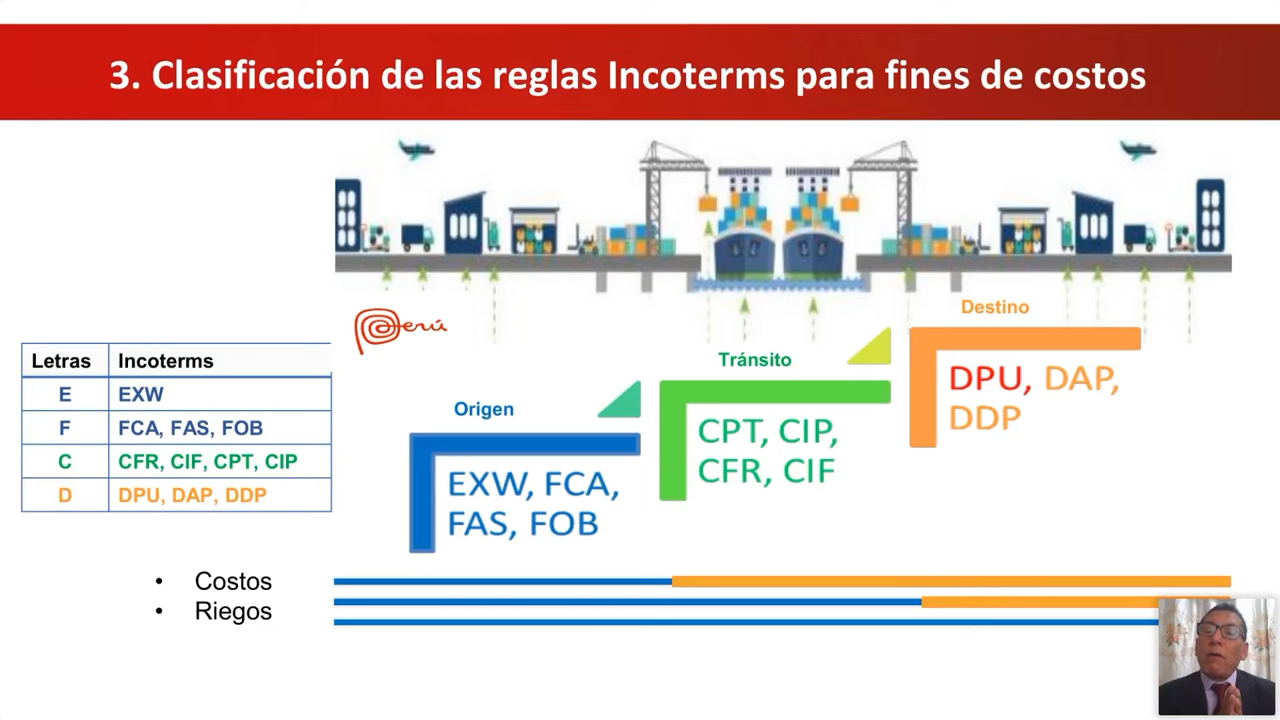 3. Clasificación de las reglas Incoterms para fines de costos
Perú
Letras Incoterms
E EXW
F FCA, FAS, FOB
C CFR, CIF, CPT, CIP
D DPU, DAP, DDP
Origen
EXW, FCA,
FAS, FOB
Tránsito
CPT, CIP,
CFR, CIF
Destino
DPU, DAP,
DDP
• Costos
• Riegos